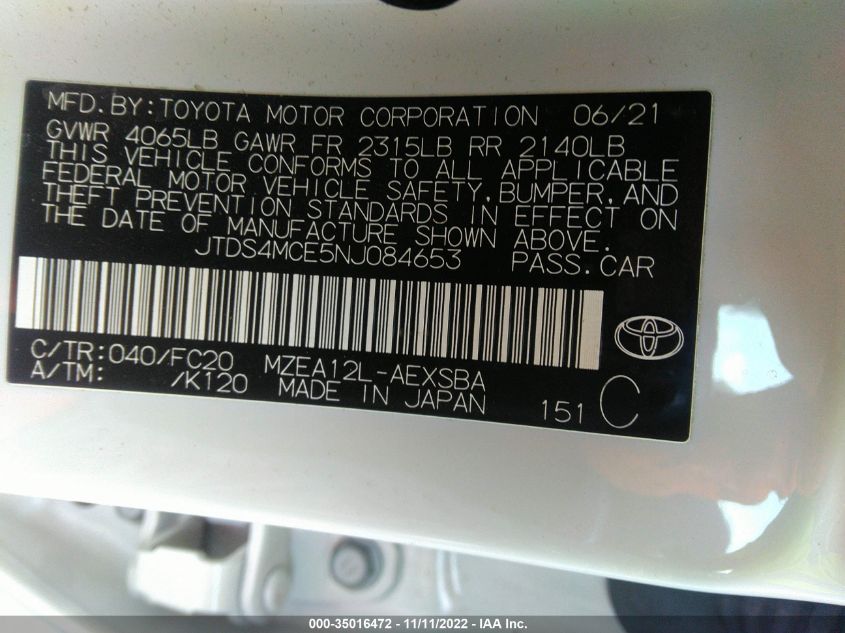 MFD. BY: TOYOTA MOTOR CORPORATION 06/21
GVWR 4065LB GAWR FR 2315LB RR 2140LB
THIS VEHICLE CONFORMS TO ALL APPLICABLE
FEDERAL MOTOR VEHICLE SAFETY, BUMPER, AND
THEFT PREVENTION STANDARDS IN EFFECT ON
THE DATE OF MANUFACTURE SHOWN ABOVE.
JTDS4MCE5NJ084653 PASS. CAR
C/TR: 040/FC20 MZEA12L-AEXSBA
A/TM: /K120 MADE IN JAPAN 151 C
000-35016472 - 11/11/2022 - IAA Inc.